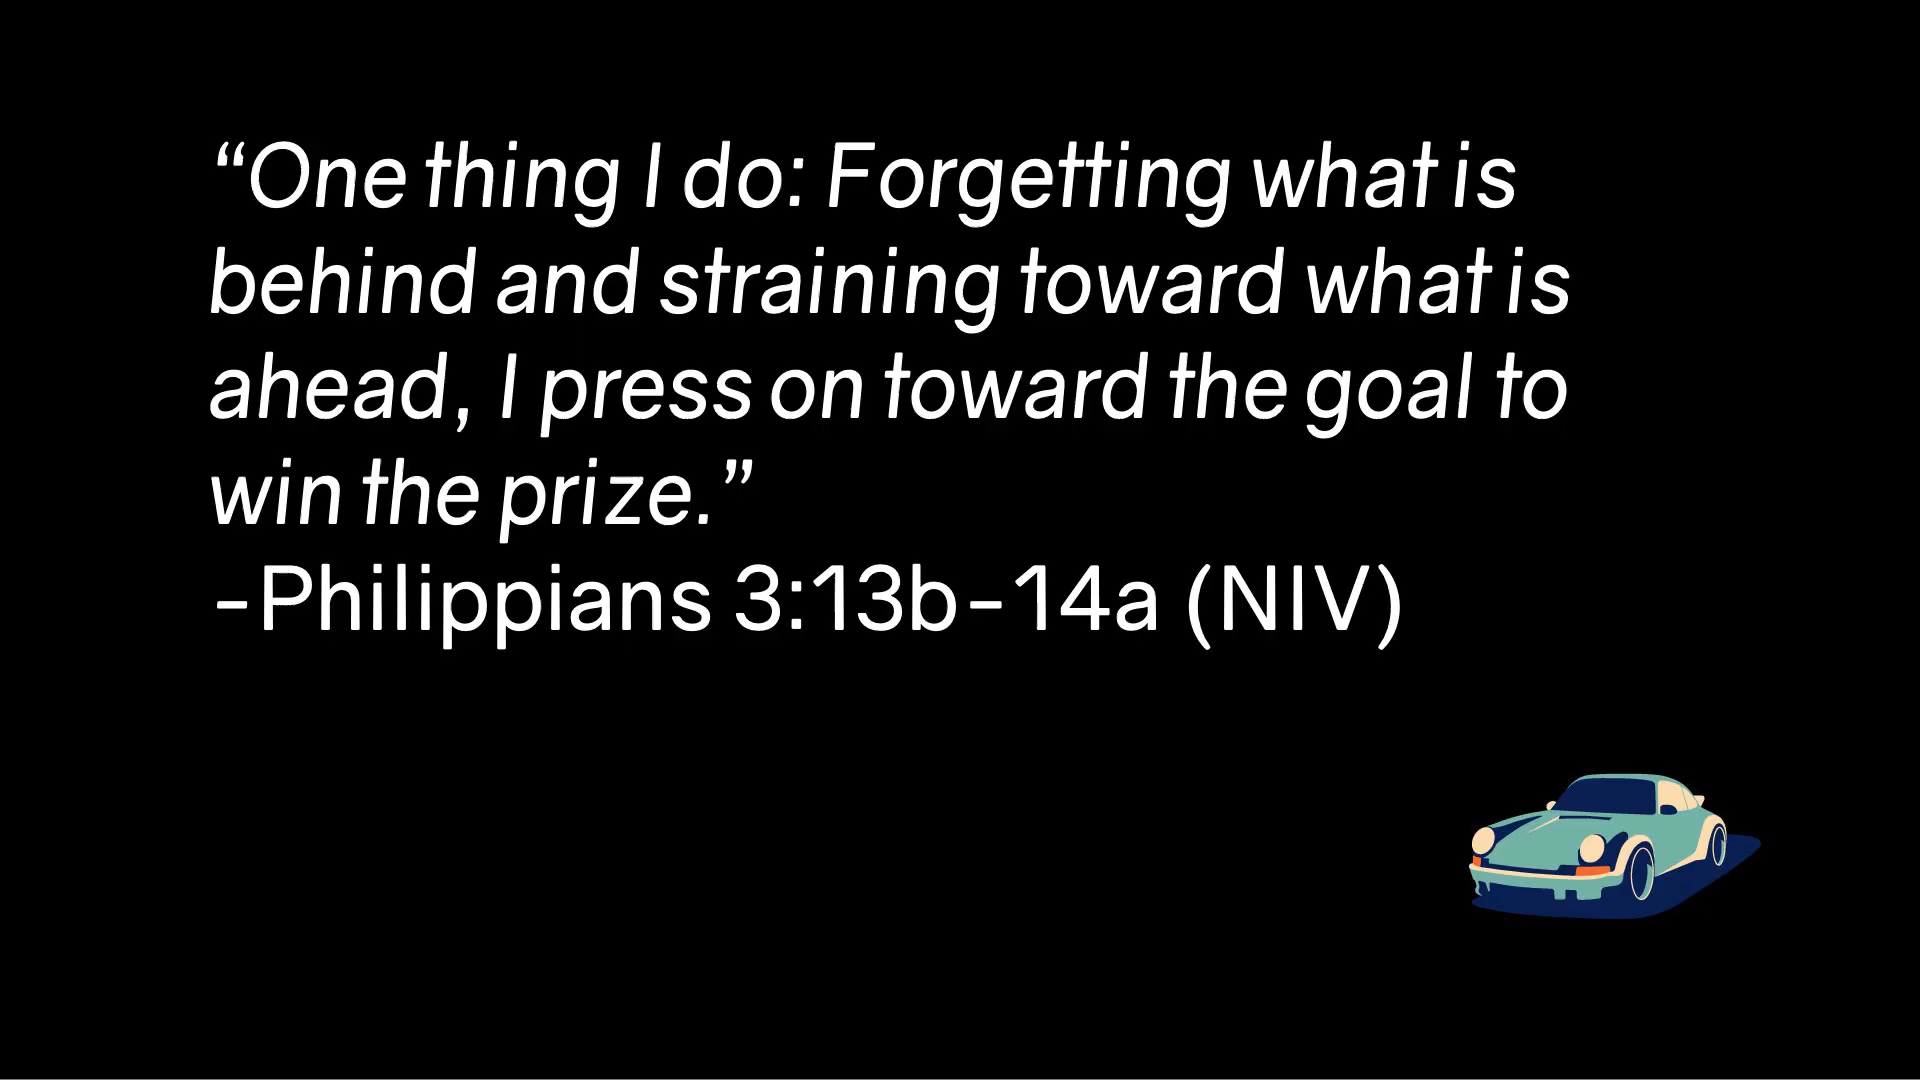 “One thing I do: Forgetting what is
behind and straining toward what is
ahead, I press on toward the goal to
win the prize.”
-Philippians 3:13b-14a (NIV)